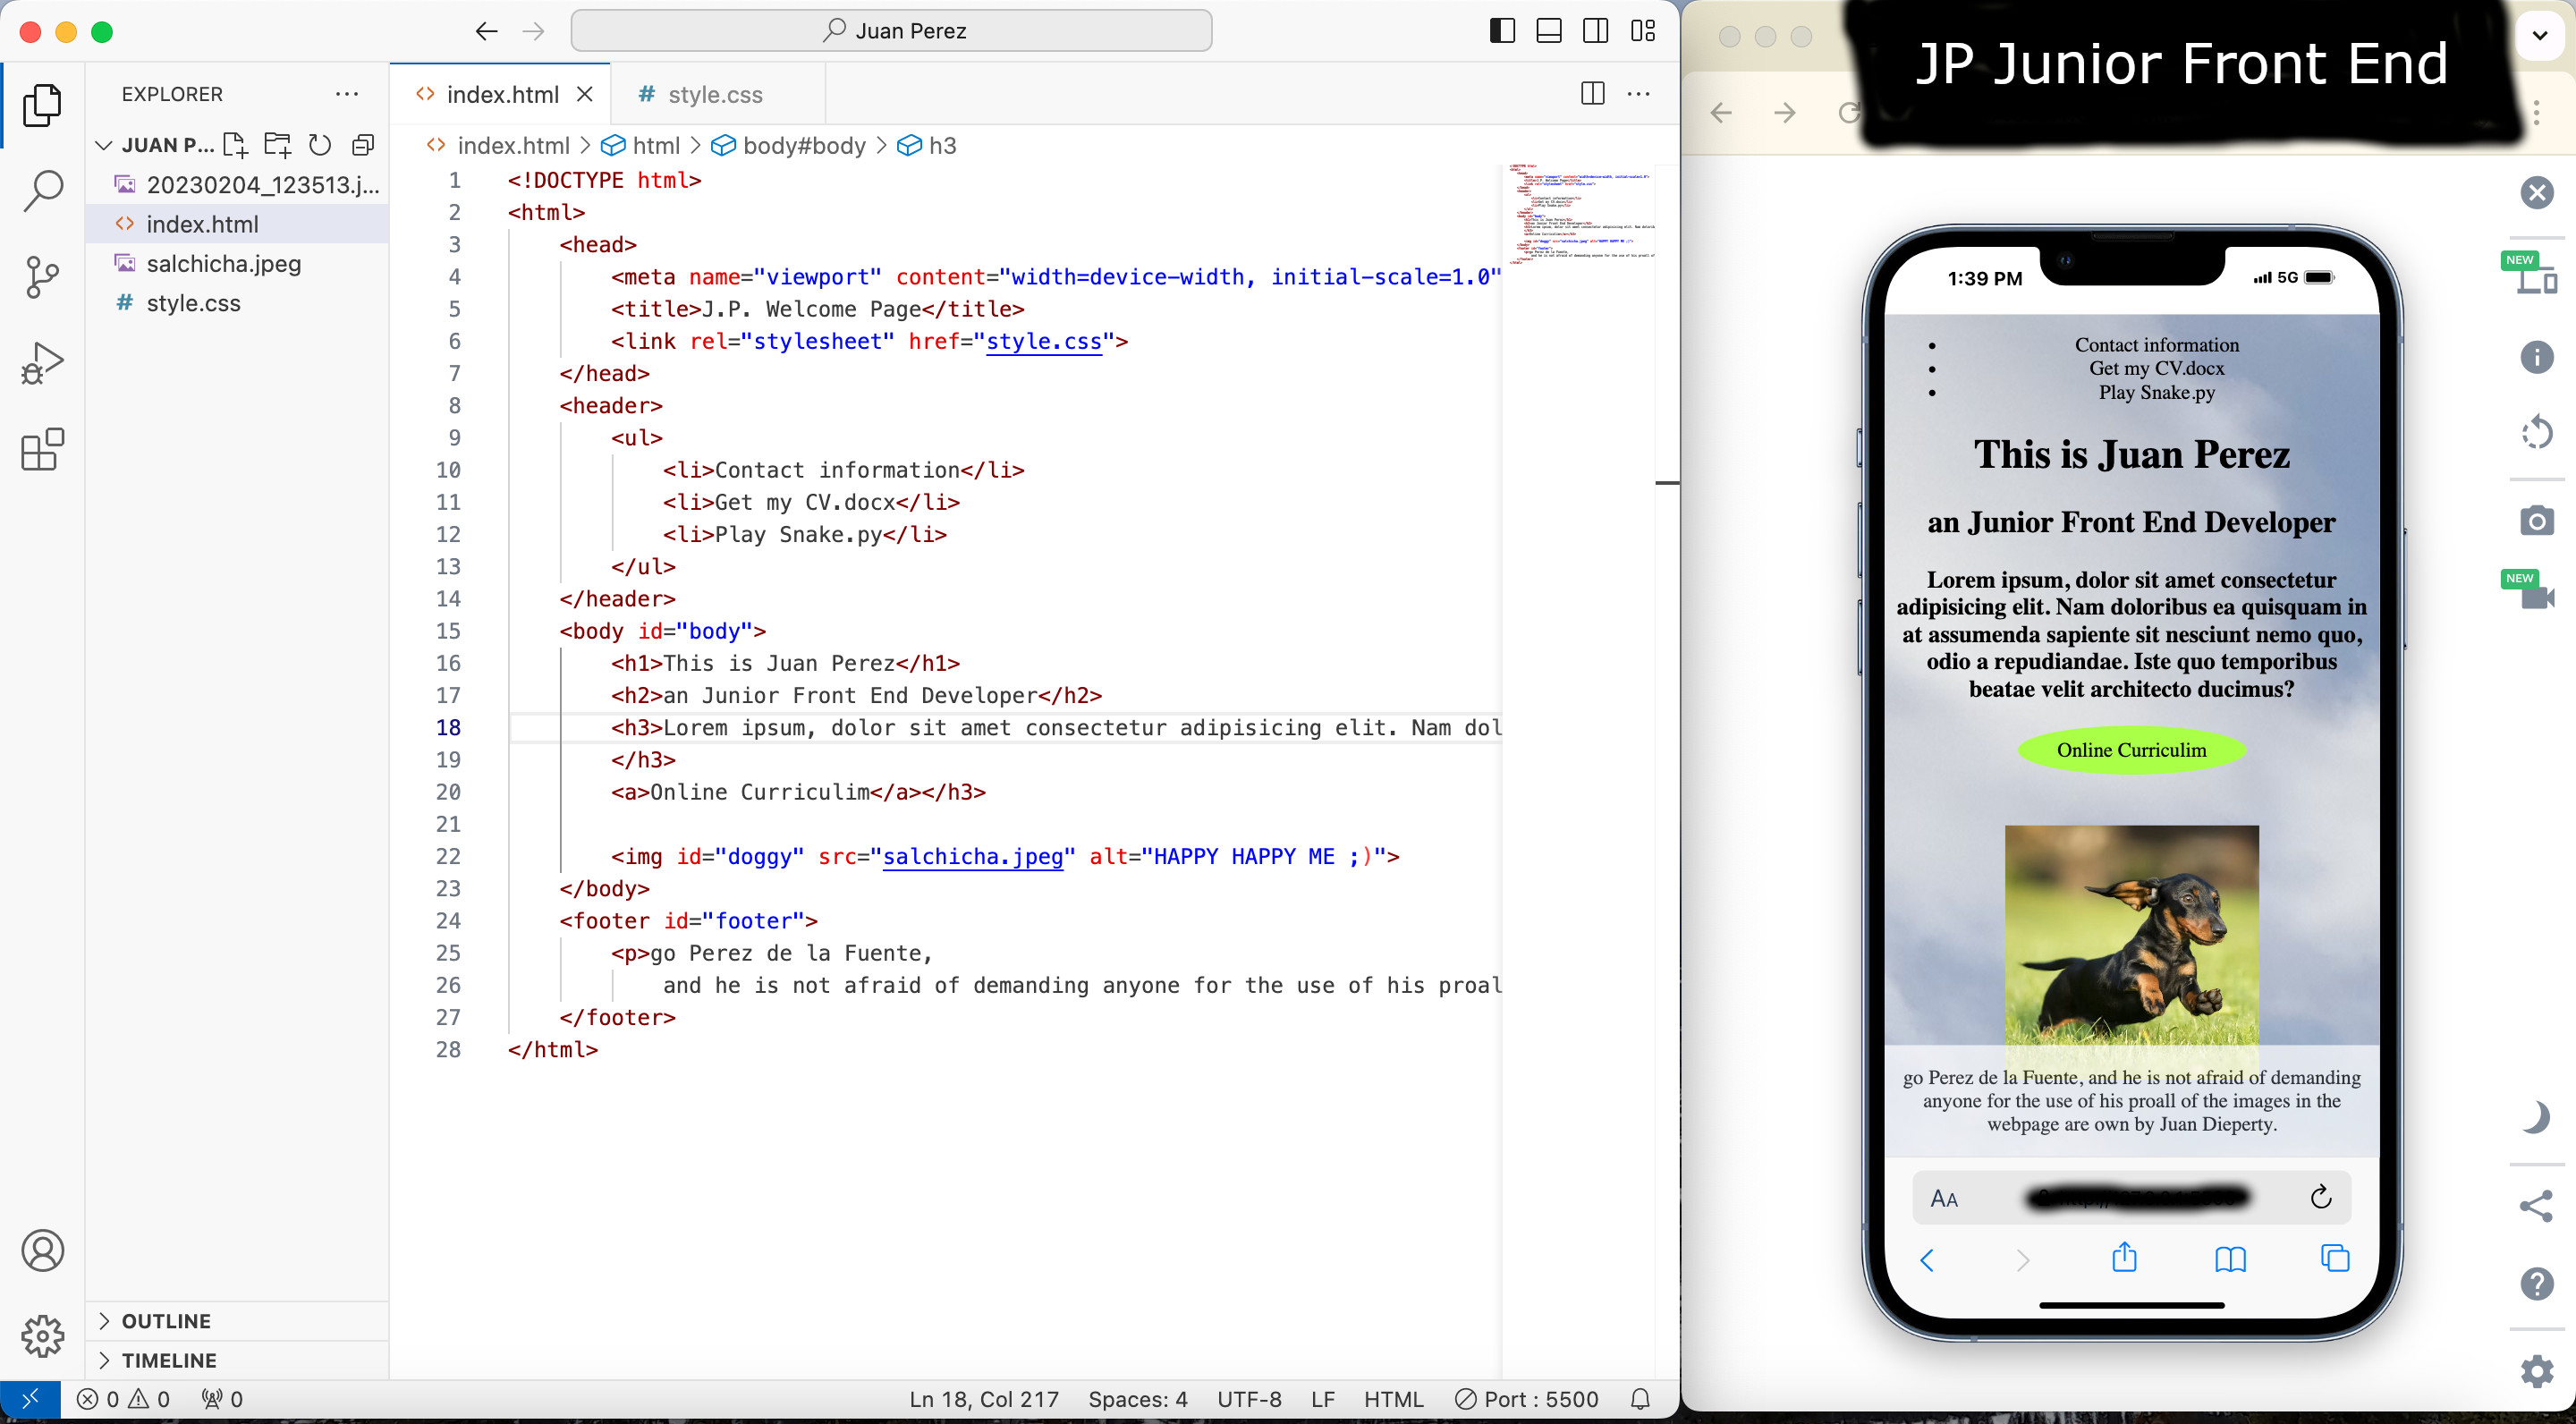 Juan Perez
EXPLORER
JUAN P...
20230204_123513.j...
index.html
salchicha.jpeg
style.css
OUTLINE
TIMELINE
index.html
style.css
index.html > html > body#body > h3
1 <!DOCTYPE html>
2 <html>
3 <head>
4 <meta name="viewport" content="width=device-width, initial-scale=1.0"
5 <title>J.P. Welcome Page</title>
6 <link rel="stylesheet" href="style.css">
7 </head>
8 <header>
9 <ul>
10 <li>Contact information</li>
11 <li>Get my CV.docx</li>
12 <li>Play Snake.py</li>
13 </ul>
14 </header>
15 <body id="body">
16 <h1>This is Juan Perez</h1>
17 <h2>an Junior Front End Developer</h2>
18 <h3>Lorem ipsum, dolor sit amet consectetur adipisicing elit. Nam dol
19 </h3>
20 <a>Online Curriculim</a></h3>
21
22 <img id="doggy" src="salchicha.jpeg" alt="HAPPY HAPPY ME ;)">
23 </body>
24 <footer id="footer">
25 <p>go Perez de la Fuente,
26 and he is not afraid of demanding anyone for the use of his proal
27 </footer>
28 </html>
0 0 0
Ln 18, Col 217 Spaces: 4 UTF-8 LF HTML Port : 5500
JP Junior Front End
NEW
NEW
1:39 PM 5G
Contact information
Get my CV.docx
Play Snake.py
This is Juan Perez
an Junior Front End Developer
Lorem ipsum, dolor sit amet consectetur
adipisicing elit. Nam doloribus ea quisquam in
at assumenda sapiente sit nesciunt nemo quo,
odio a repudiandae. Iste quo temporibus
beatae velit architecto ducimus?
Online Curriculim
go Perez de la Fuente, and he is not afraid of demanding
anyone for the use of his proall of the images in the
webpage are own by Juan Dieperty.
AA